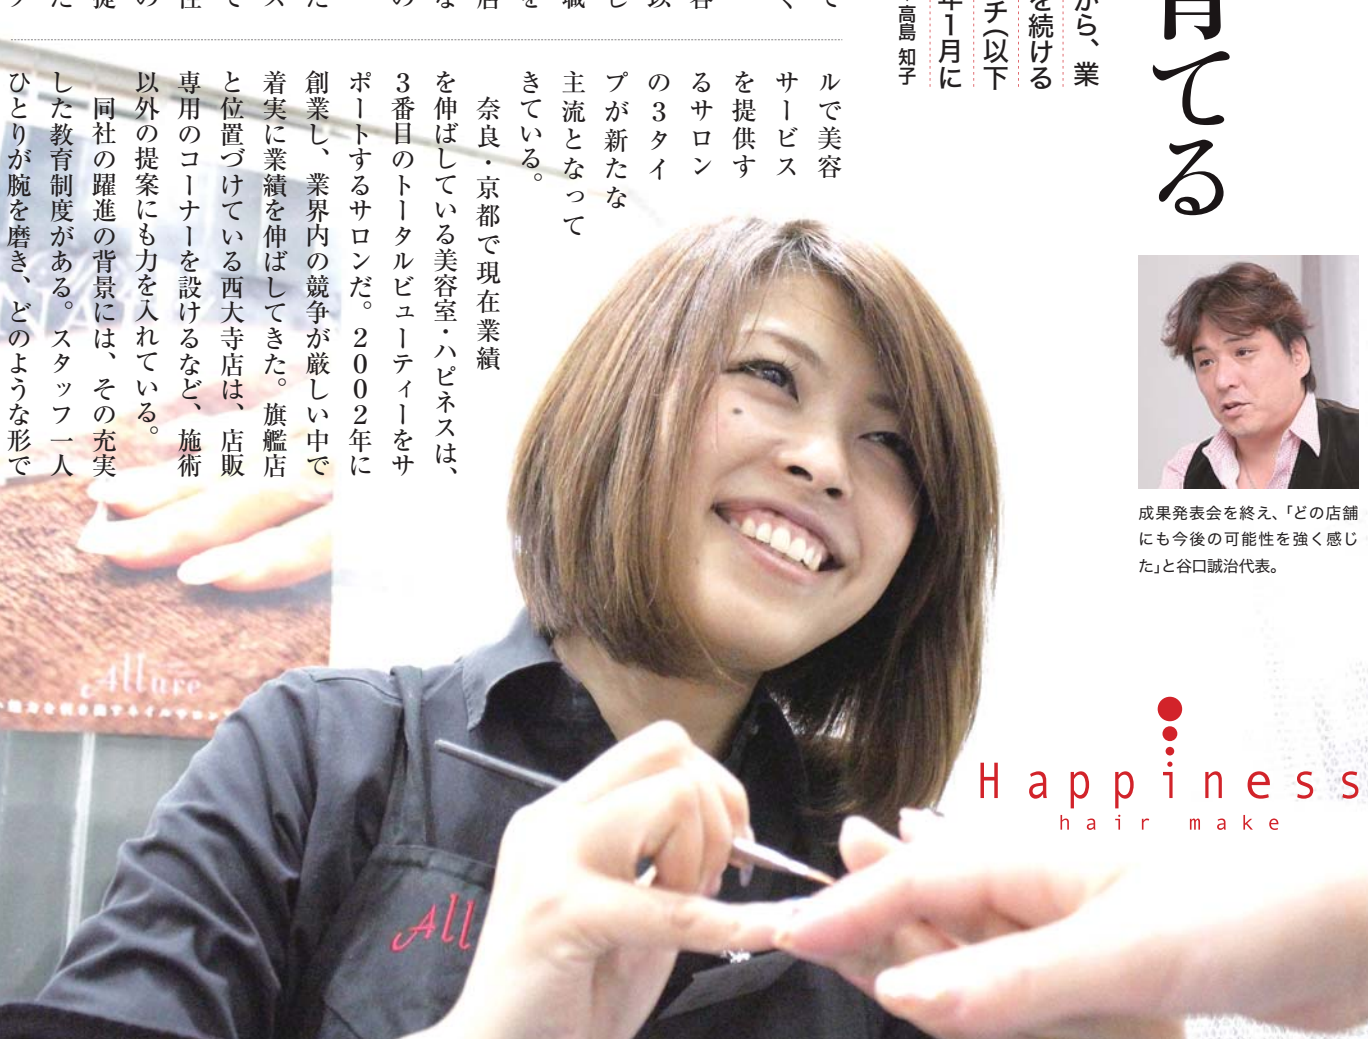 育てる
から、業
を続ける
チ(以下
年1月に
高島 知子
ルで美容
サービス
を提供す
るサロン
の3タイ
プが新たな
主流となって
きている。
奈良・京都で現在業績
を伸ばしている美容室・ハピネスは、
3番目のトータルビューティーをサ
ポートするサロンだ。2002年に
創業し、業界内の競争が厳しい中で
着実に業績を伸ばしてきた。旗艦店
と位置づけている西大寺店は、店販
専用のコーナーを設けるなど、施術
以外の提案にも力を入れている。
同社の躍進の背景には、その充実
した教育制度がある。スタッフ一人
ひとりが腕を磨き、どのような形で
成果発表会を終え、「どの店舗
にも今後の可能性を強く感じ
た」と谷口誠治代表。
Happiness
hair make
Allure
All